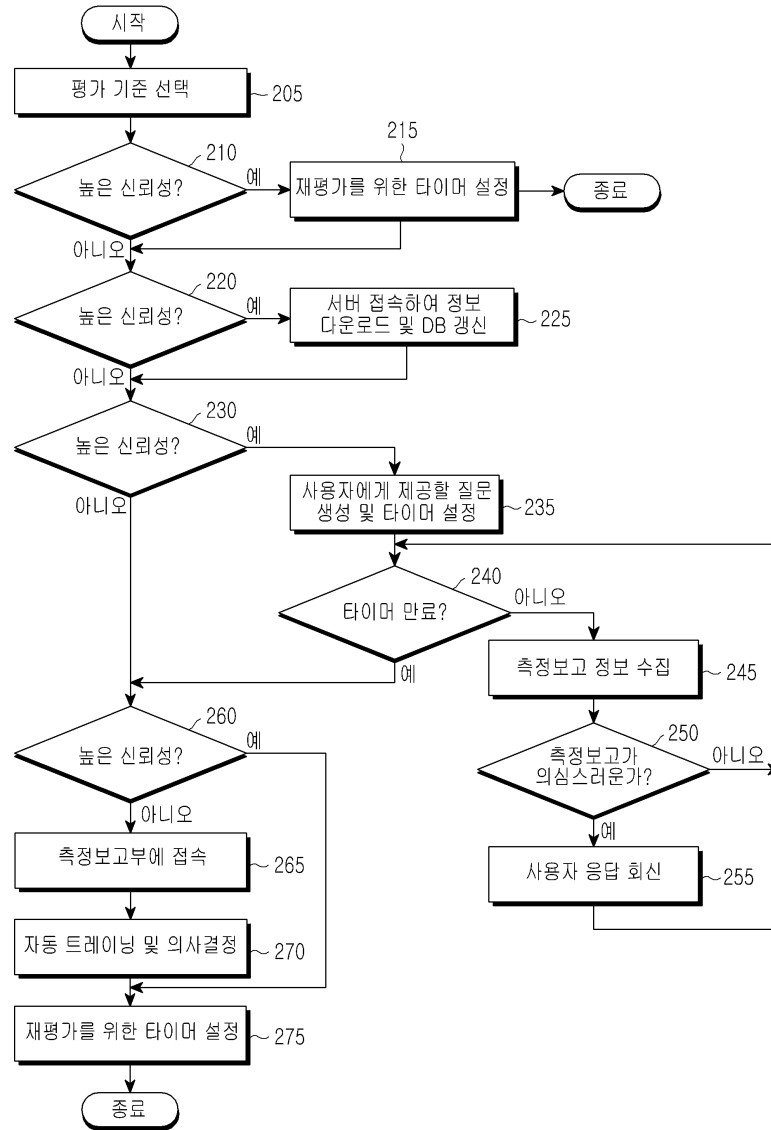 시작
평가 기준 선택
205
높은 신뢰성?
210
예
215
재평가를 위한 타이머 설정
종료
아니오
높은 신뢰성?
220
예
서버 접속하여 정보
다운로드 및 DB 갱신
225
아니오
높은 신뢰성?
230
예
아니오
사용자에게 제공할 질문
생성 및 타이머 설정
235
타이머 만료?
240
아니오
예
측정보고 정보 수집
245
측정보고가
의심스러운가?
250
아니오
예
사용자 응답 회신
255
높은 신뢰성?
260
예
아니오
측정보고부에 접속
265
자동 트레이닝 및 의사결정
270
재평가를 위한 타이머 설정
275
종료